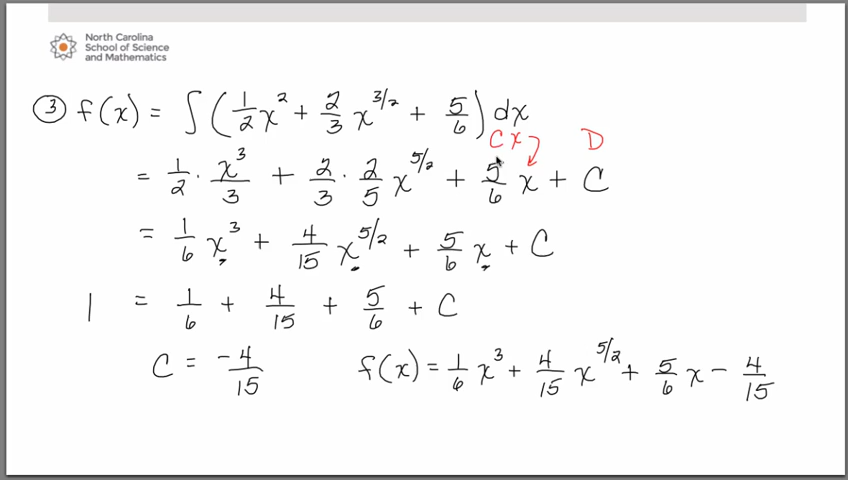 North Carolina
School of Science
and Mathematics
③ f(x) = ∫ (1/2 x² + 2/3 x^{3/2} + 5/6) dx
Cx D
= 1/2 · x³/3 + 2/3 · 2/5 x^{5/2} + 5/6 x + C
= 1/6 x³ + 4/15 x^{5/2} + 5/6 x + C
1 = 1/6 + 4/15 + 5/6 + C
C = -4/15 f(x) = 1/6 x³ + 4/15 x^{5/2} + 5/6 x - 4/15